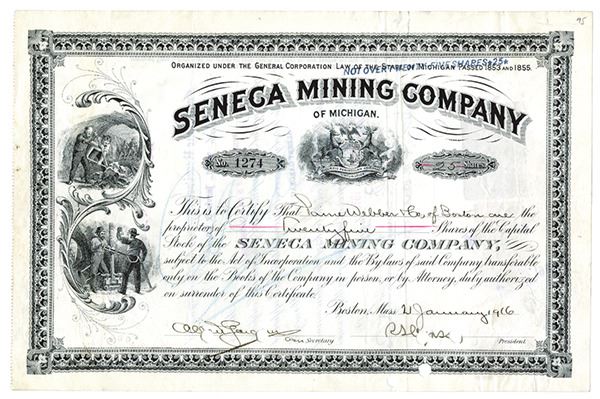 95
ORGANIZED UNDER THE GENERAL CORPORATION LAW OF THE STATE OF MICHIGAN PASSED 1853 AND 1855.
NOT OVER TWENTY-FIVE SHARES *25*
SENECA MINING COMPANY
OF MICHIGAN.
No. 1274
25 Shares
This is to Certify That Paine Webber & Co. of Boston are the
proprietors of Twenty five Shares of the Capital
Stock of the SENECA MINING COMPANY,
subject to the Act of Incorporation and the By laws of said Company transferable
only on the Books of the Company in person, or by Attorney, duly authorized
on surrender of this Certificate.
Boston, Mass 21 January 1916
Secretary
President